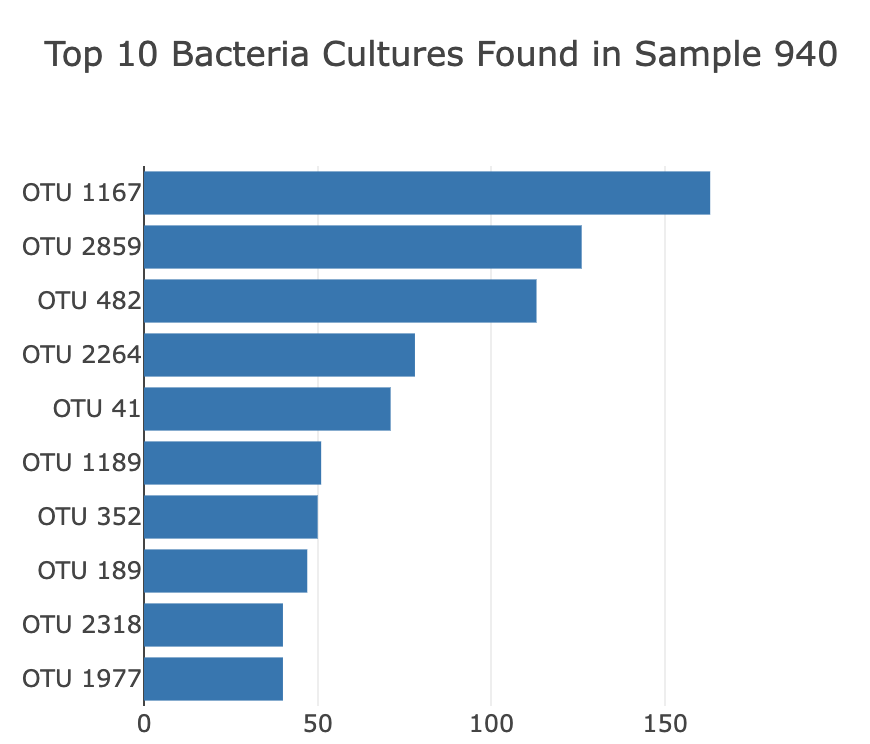 Top 10 Bacteria Cultures Found in Sample 940
OTU 1167
OTU 2859
OTU 482
OTU 2264
OTU 41
OTU 1189
OTU 352
OTU 189
OTU 2318
OTU 1977
0 50 100 150